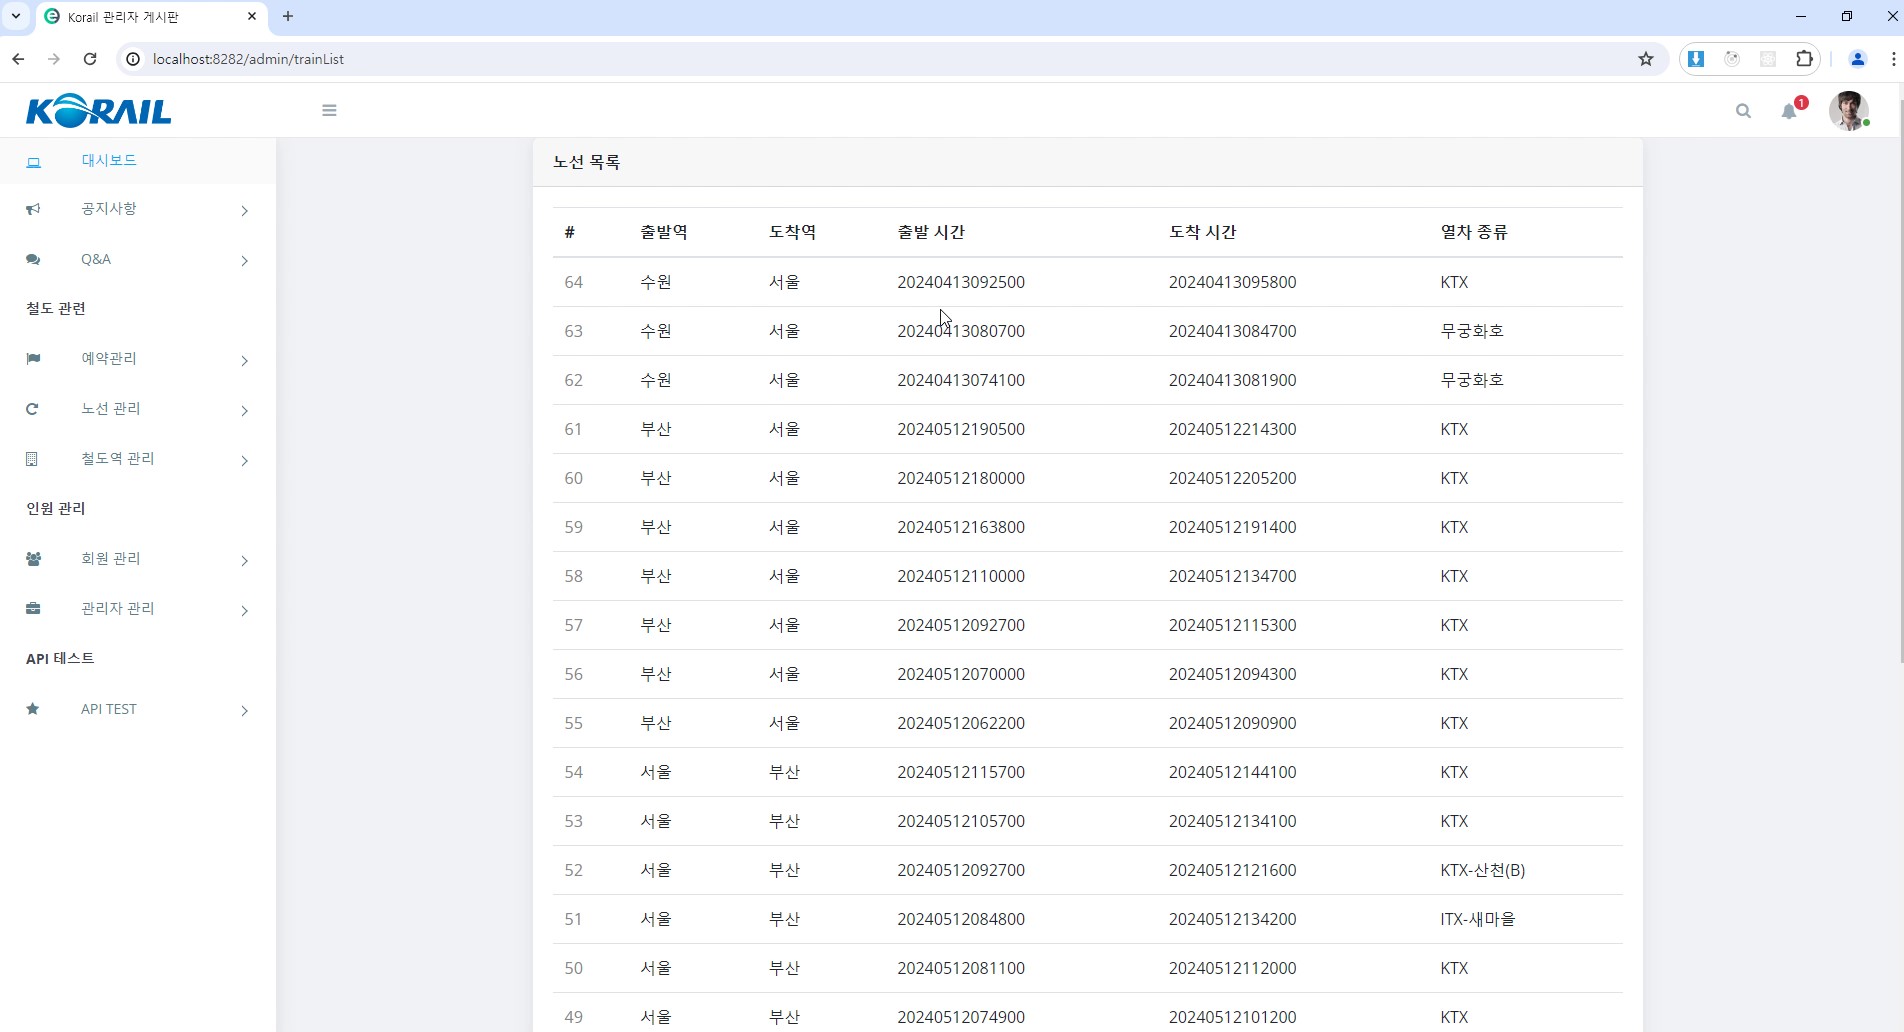 Korail 관리자 게시판
localhost:8282/admin/trainList
KORAIL
1
대시보드
공지사항
Q&A
철도 관련
예약관리
노선 관리
철도역 관리
인원 관리
회원 관리
관리자 관리
API 테스트
API TEST
노선 목록
# 출발역 도착역 출발 시간 도착 시간 열차 종류
64 수원 서울 20240413092500 20240413095800 KTX
63 수원 서울 20240413080700 20240413084700 무궁화호
62 수원 서울 20240413074100 20240413081900 무궁화호
61 부산 서울 20240512190500 20240512214300 KTX
60 부산 서울 20240512180000 20240512205200 KTX
59 부산 서울 20240512163800 20240512191400 KTX
58 부산 서울 20240512110000 20240512134700 KTX
57 부산 서울 20240512092700 20240512115300 KTX
56 부산 서울 20240512070000 20240512094300 KTX
55 부산 서울 20240512062200 20240512090900 KTX
54 서울 부산 20240512115700 20240512144100 KTX
53 서울 부산 20240512105700 20240512134100 KTX
52 서울 부산 20240512092700 20240512121600 KTX-산천(B)
51 서울 부산 20240512084800 20240512134200 ITX-새마을
50 서울 부산 20240512081100 20240512112000 KTX
49 서울 부산 20240512074900 20240512101200 KTX